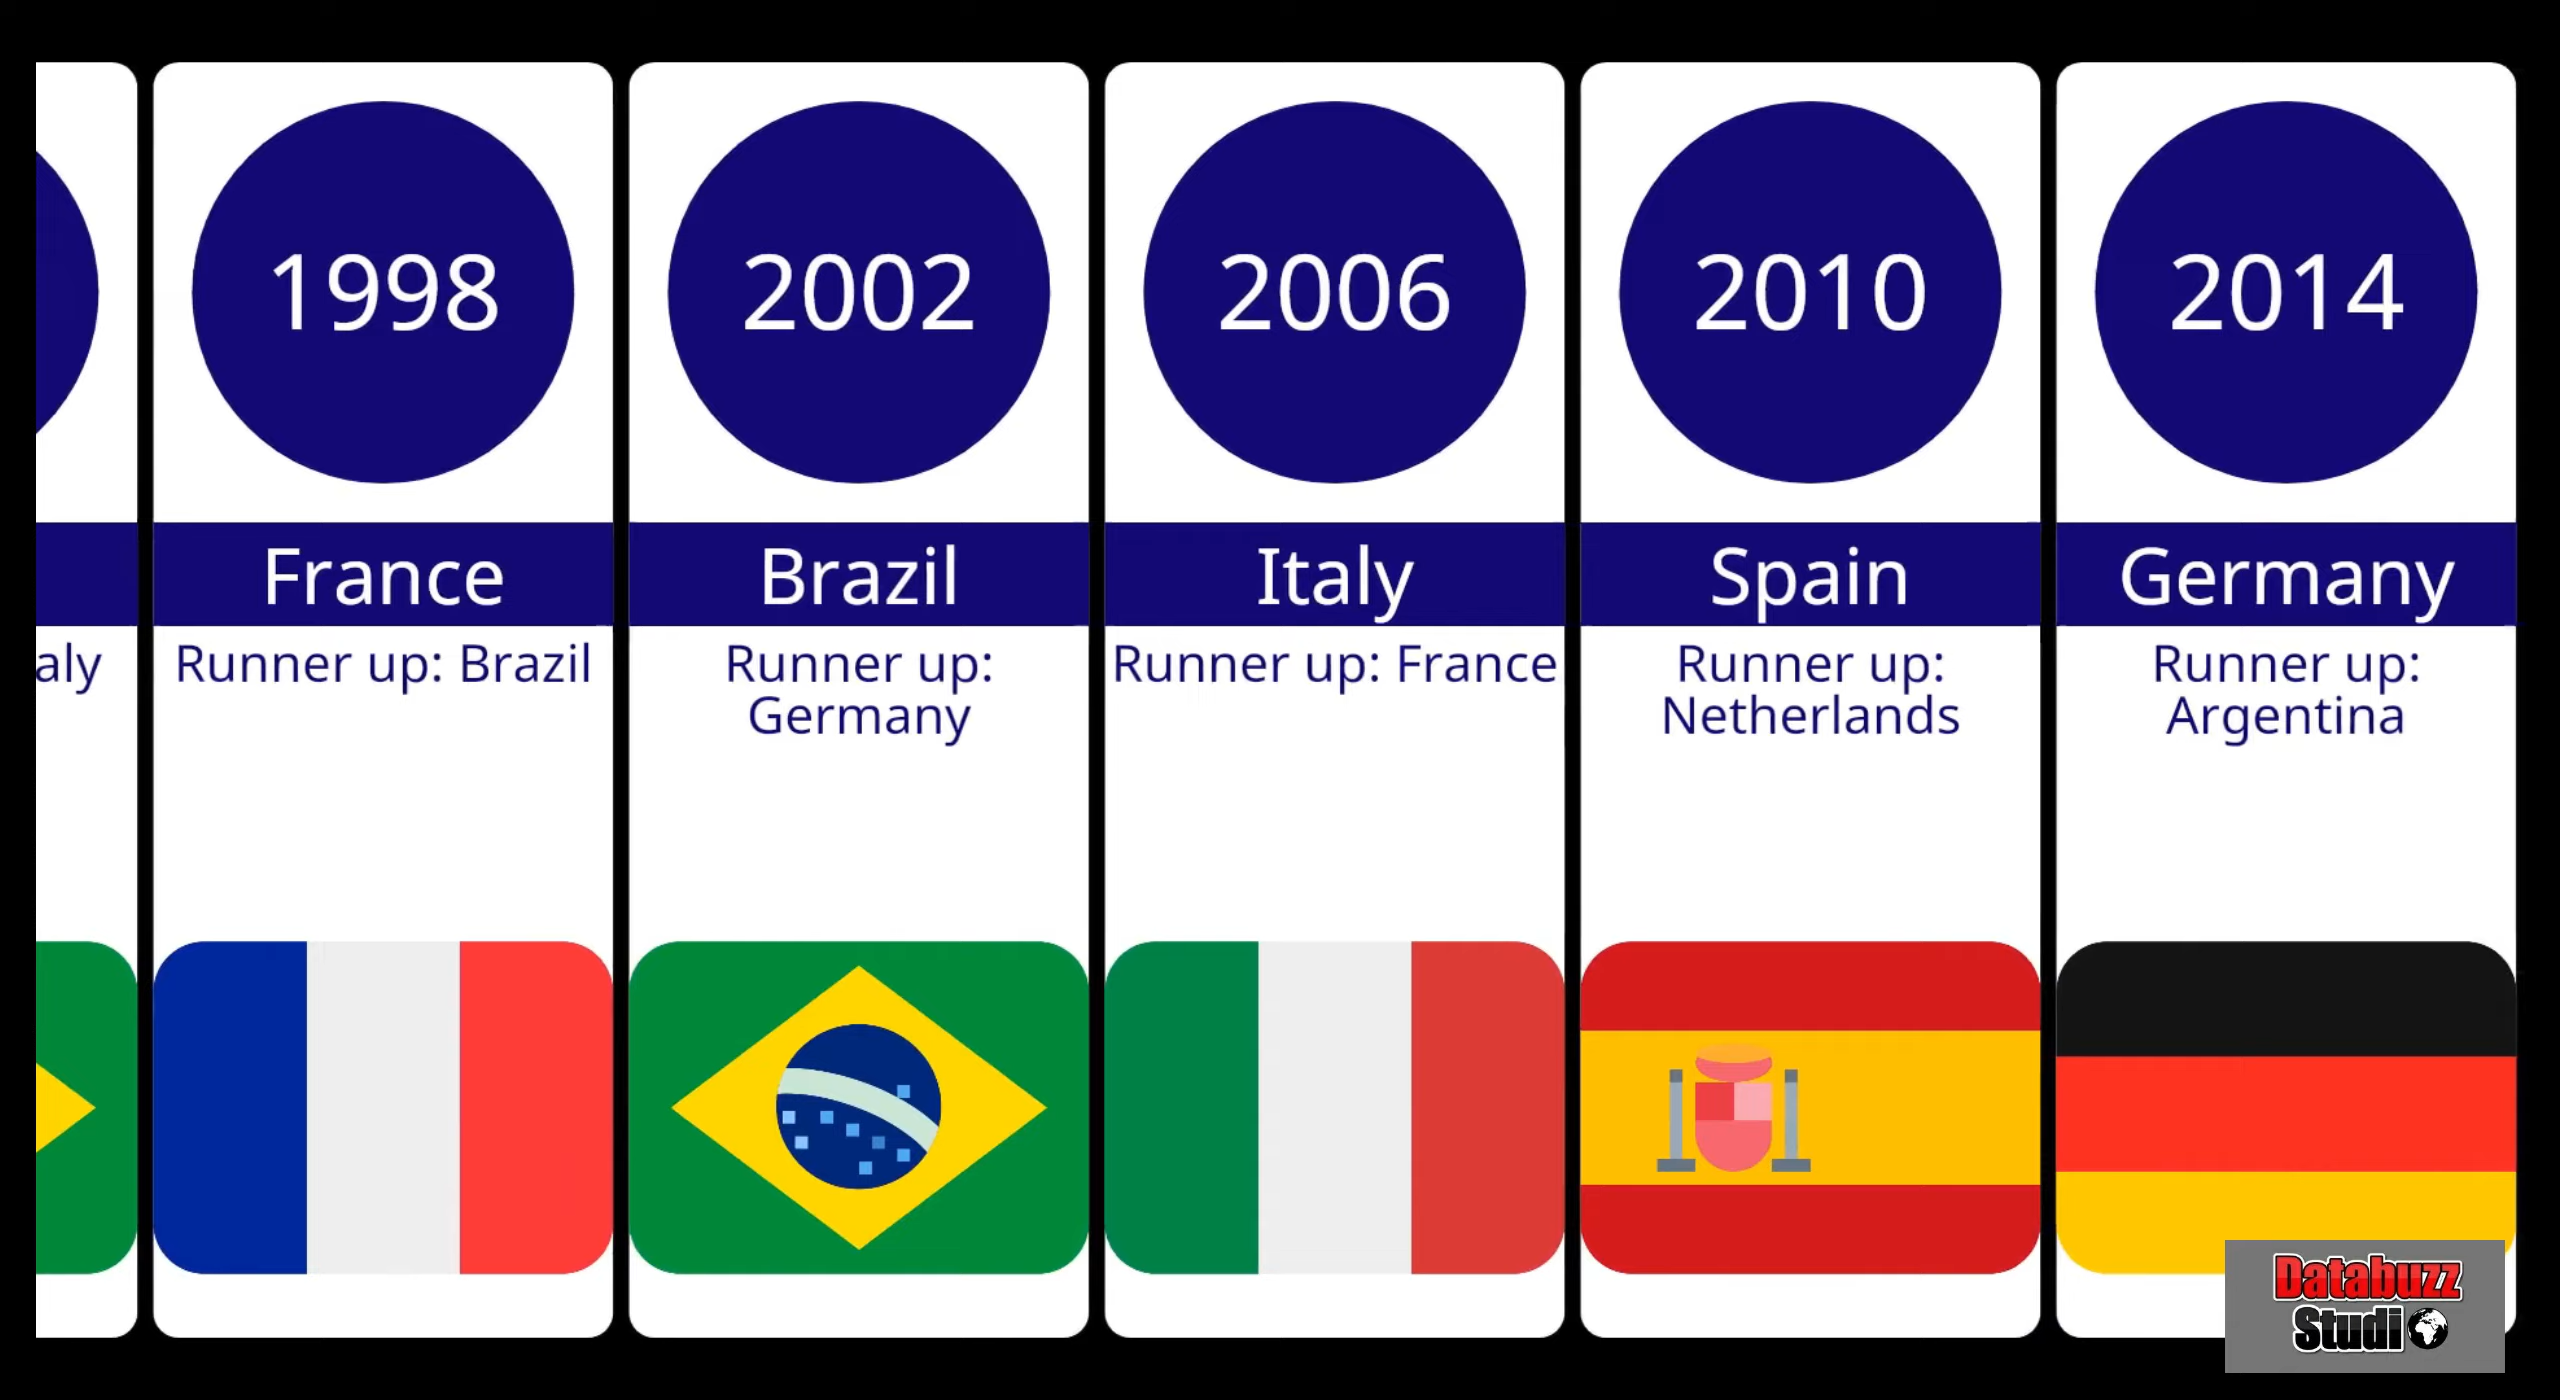 1998
France
Runner up: Brazil
2002
Brazil
Runner up:
Germany
2006
Italy
Runner up: France
2010
Spain
Runner up:
Netherlands
2014
Germany
Runner up:
Argentina
aly
Databuzz
Studi